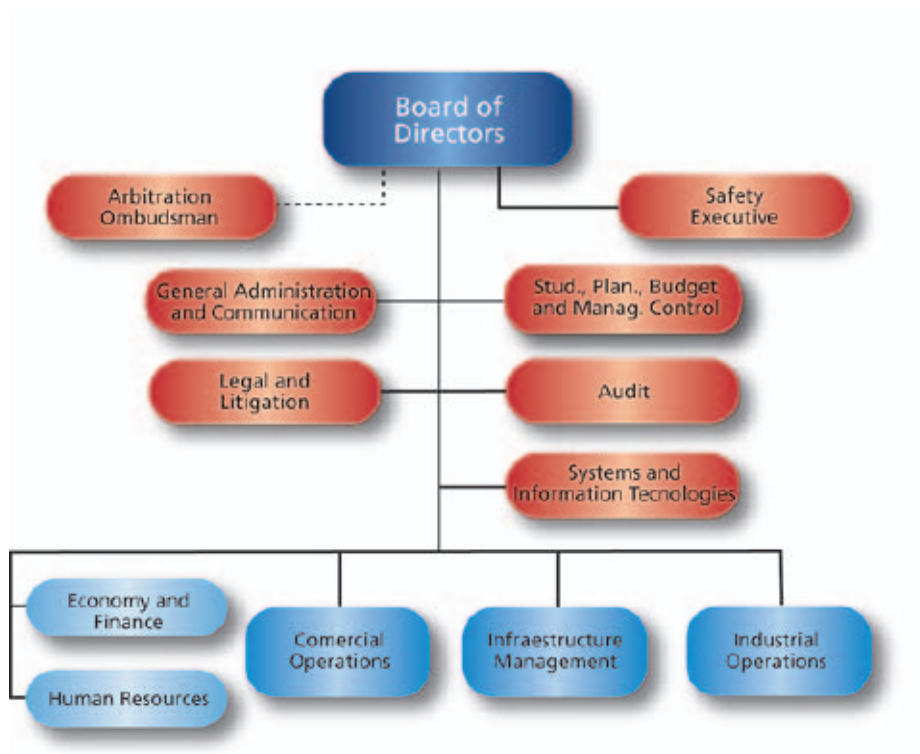 Board of
Directors
Arbitration
Ombudsman
Safety
Executive
General Administration
and Communication
Stud., Plan., Budget
and Manag. Control
Legal and
Litigation
Audit
Systems and
Information Tecnologies
Economy and
Finance
Human Resources
Comercial
Operations
Infraestructure
Management
Industrial
Operations